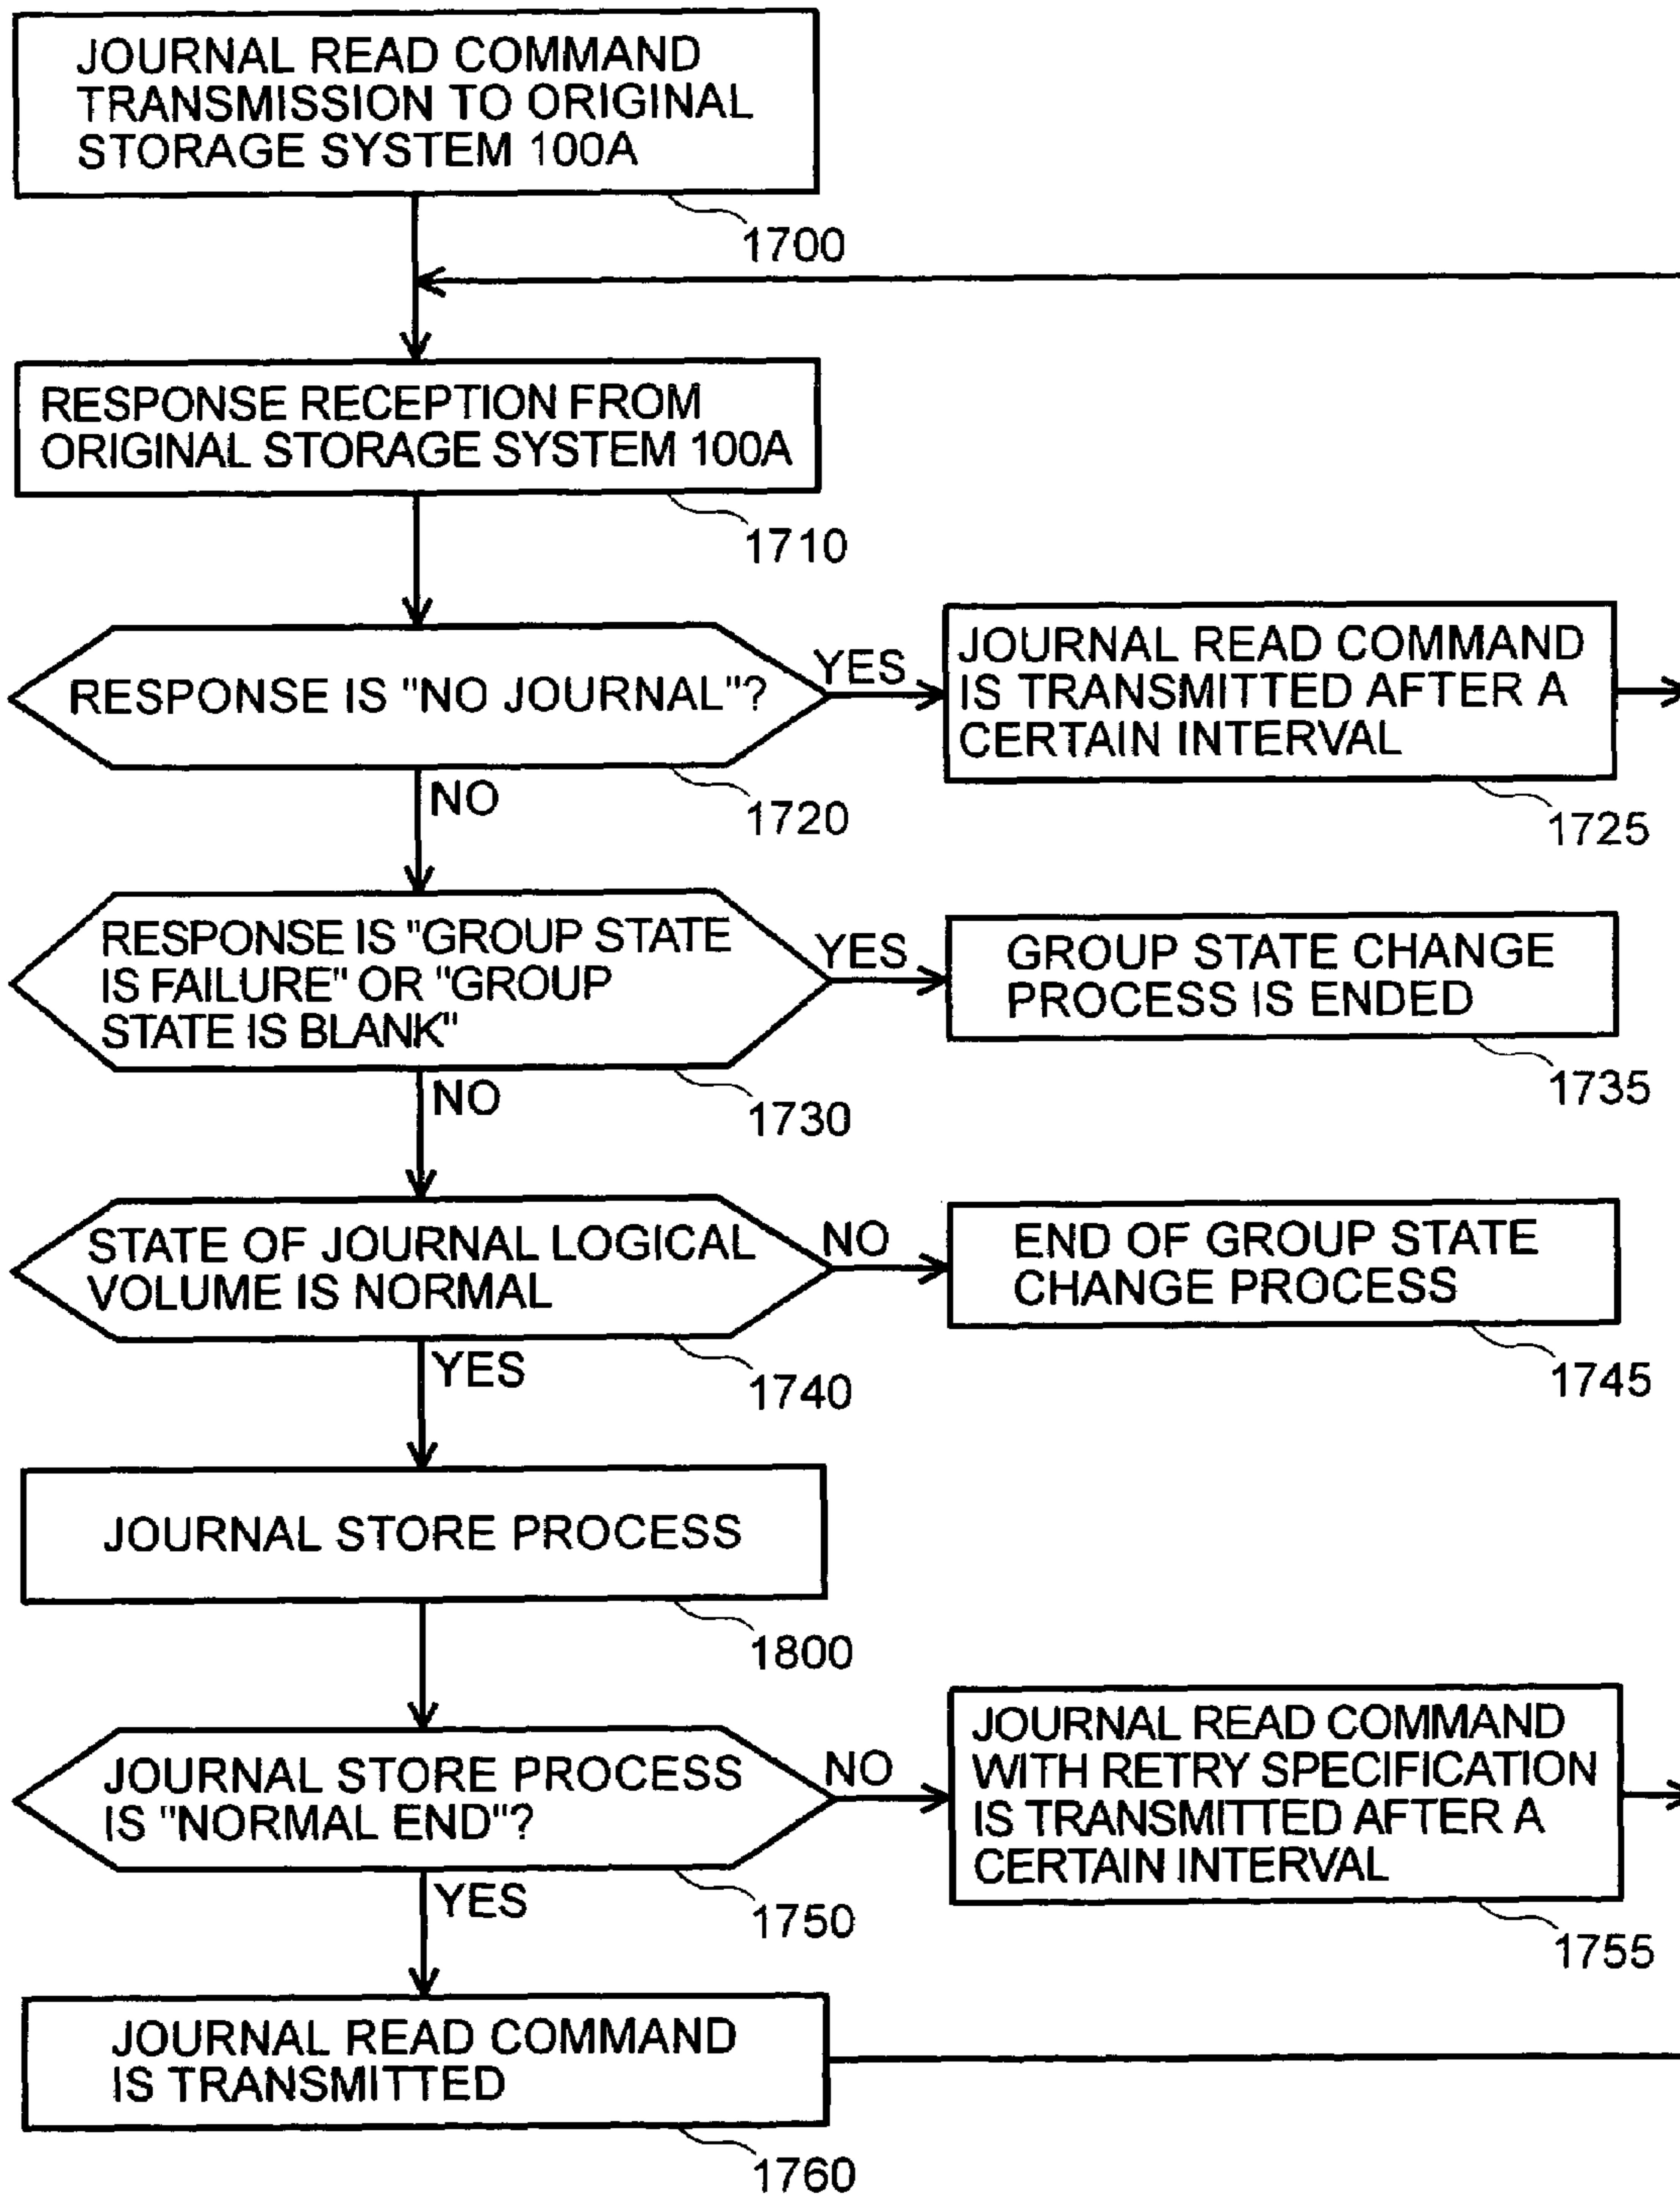 JOURNAL READ COMMAND
TRANSMISSION TO ORIGINAL
STORAGE SYSTEM 100A
1700
RESPONSE RECEPTION FROM
ORIGINAL STORAGE SYSTEM 100A
1710
RESPONSE IS "NO JOURNAL"?
1720
YES
JOURNAL READ COMMAND
IS TRANSMITTED AFTER A
CERTAIN INTERVAL
1725
NO
RESPONSE IS "GROUP STATE
IS FAILURE" OR "GROUP
STATE IS BLANK"
1730
YES
GROUP STATE CHANGE
PROCESS IS ENDED
1735
NO
STATE OF JOURNAL LOGICAL
VOLUME IS NORMAL
1740
NO
END OF GROUP STATE
CHANGE PROCESS
1745
YES
JOURNAL STORE PROCESS
1800
JOURNAL STORE PROCESS
IS "NORMAL END"?
1750
NO
JOURNAL READ COMMAND
WITH RETRY SPECIFICATION
IS TRANSMITTED AFTER A
CERTAIN INTERVAL
1755
YES
JOURNAL READ COMMAND
IS TRANSMITTED
1760